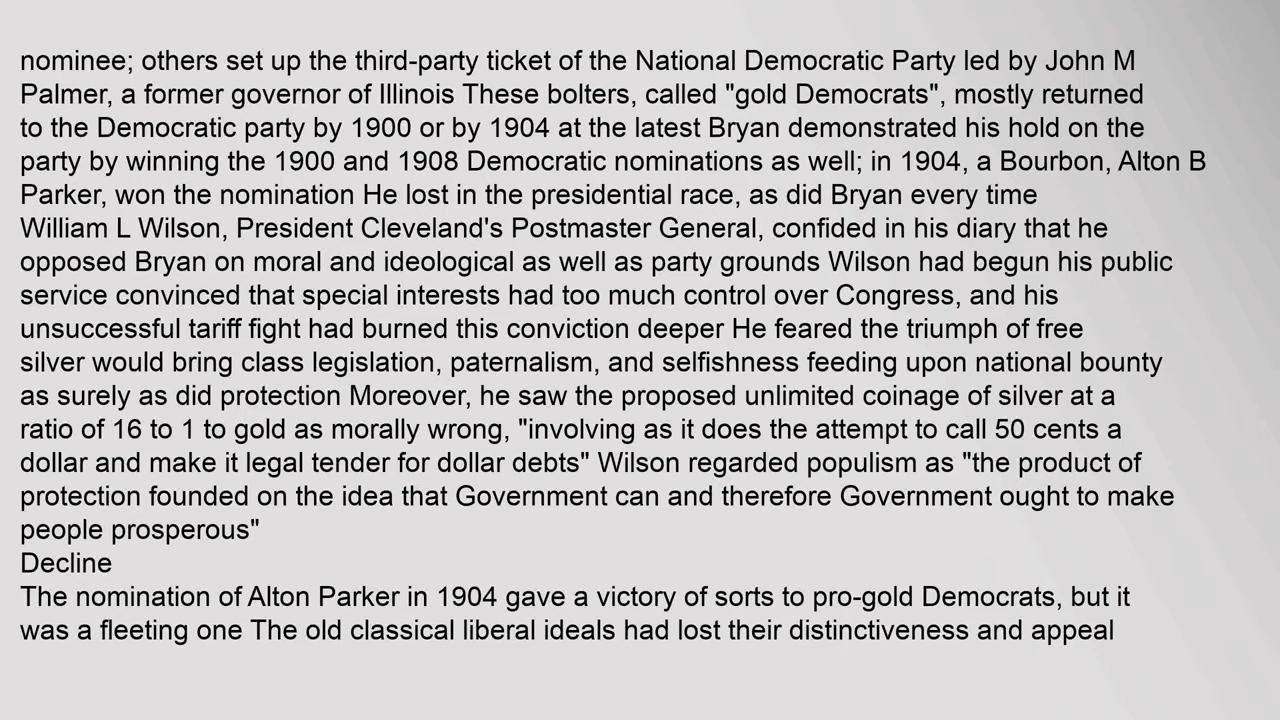 nominee; others set up the third-party ticket of the National Democratic Party led by John M
Palmer, a former governor of Illinois These bolters, called "gold Democrats", mostly returned
to the Democratic party by 1900 or by 1904 at the latest Bryan demonstrated his hold on the
party by winning the 1900 and 1908 Democratic nominations as well; in 1904, a Bourbon, Alton B
Parker, won the nomination He lost in the presidential race, as did Bryan every time
William L Wilson, President Cleveland's Postmaster General, confided in his diary that he
opposed Bryan on moral and ideological as well as party grounds Wilson had begun his public
service convinced that special interests had too much control over Congress, and his
unsuccessful tariff fight had burned this conviction deeper He feared the triumph of free
silver would bring class legislation, paternalism, and selfishness feeding upon national bounty
as surely as did protection Moreover, he saw the proposed unlimited coinage of silver at a
ratio of 16 to 1 to gold as morally wrong, "involving as it does the attempt to call 50 cents a
dollar and make it legal tender for dollar debts" Wilson regarded populism as "the product of
protection founded on the idea that Government can and therefore Government ought to make
people prosperous"
Decline
The nomination of Alton Parker in 1904 gave a victory of sorts to pro-gold Democrats, but it
was a fleeting one The old classical liberal ideals had lost their distinctiveness and appeal